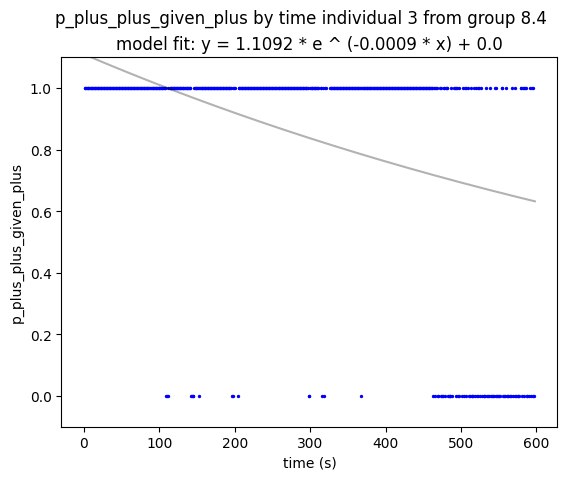 p_plus_plus_given_plus by time individual 3 from group 8.4
model fit: y = 1.1092 * e ^ (-0.0009 * x) + 0.0
1.0
0.8
0.6
0.4
0.2
0.0
p_plus_plus_given_plus
0 100 200 300 400 500 600
time (s)